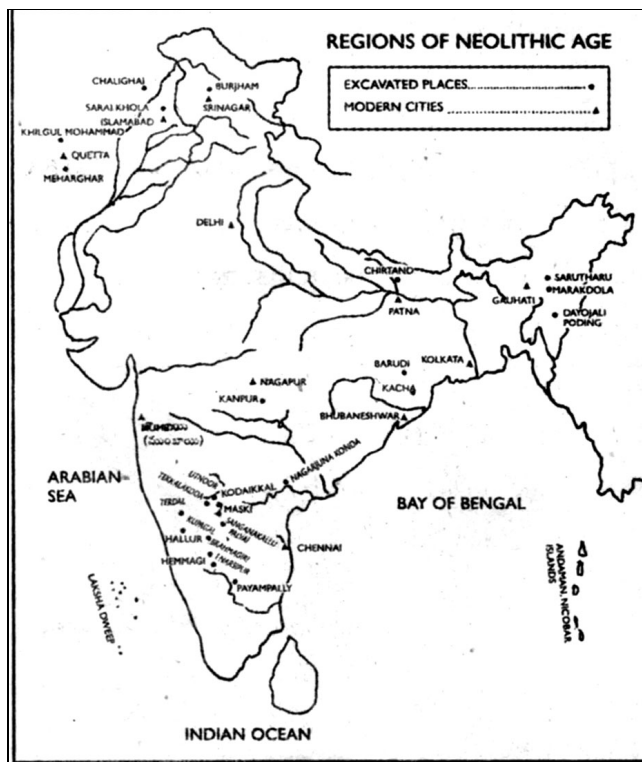 REGIONS OF NEOLITHIC AGE
EXCAVATED PLACES
MODERN CITIES
CHALIGHAI
BURJHAM
SARAI KHOLA
SRINAGAR
ISLAMABAD
KHILGUL MOHAMMAD
QUETTA
MEHARGHAR
DELHI
CHIRTAND
PATNA
GAUHATI
SARUTHARU
MARAKDOLA
DAYOJALI
PODING
BARUDI
KOLKATA
NAGAPUR
KANPUR
KACHA
BHUBANESHWAR
ARABIAN
SEA
NAGARJUNA KONDA
UTNOOR
KODAIKKAL
TEKKALAKOJA
MASKI
TERDAL
BAY OF BENGAL
KUPAGAL
SANGANAKALLU
HALLUR
BRAHMAGIRI
CHENNAI
HEMMAGI
PAYAMPALLY
LAKSHA DWEEP
ANDAMAN, NICOBAR
ISLANDS
INDIAN OCEAN